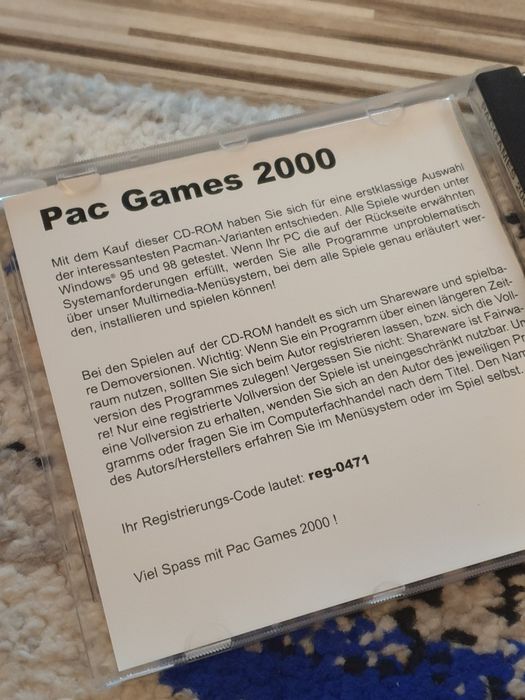 Pac Games 2000
Mit dem Kauf dieser CD-ROM haben Sie sich für eine erstklassige Auswahl
der interessantesten Pacman-Varianten entschieden. Alle Spiele wurden unter
Windows® 95 und 98 getestet. Wenn Ihr PC die auf der Rückseite erwähnten
Systemanforderungen erfüllt, werden Sie alle Programme unproblematisch
über unser Multimedia-Menüsystem, bei dem alle Spiele genau erläutert wer-
den, installieren und spielen können!
Bei den Spielen auf der CD-ROM handelt es sich um Shareware und spielba-
re Demoversionen. Wichtig: Wenn Sie ein Programm über einen längeren Zeit-
raum nutzen, sollten Sie sich beim Autor registrieren lassen, bzw. sich die Voll-
version des Programmes zulegen! Vergessen Sie nicht: Shareware ist Fairwa-
re! Nur eine registrierte Vollversion der Spiele ist uneingeschränkt nutzbar. U
eine Vollversion zu erhalten, wenden Sie sich an den Autor des jeweiligen Pr
gramms oder fragen Sie im Computerfachhandel nach dem Titel. Den Nam
des Autors/Herstellers erfahren Sie im Menüsystem oder im Spiel selbst.
Ihr Registrierungs-Code lautet: reg-0471
Viel Spass mit Pac Games 2000 !